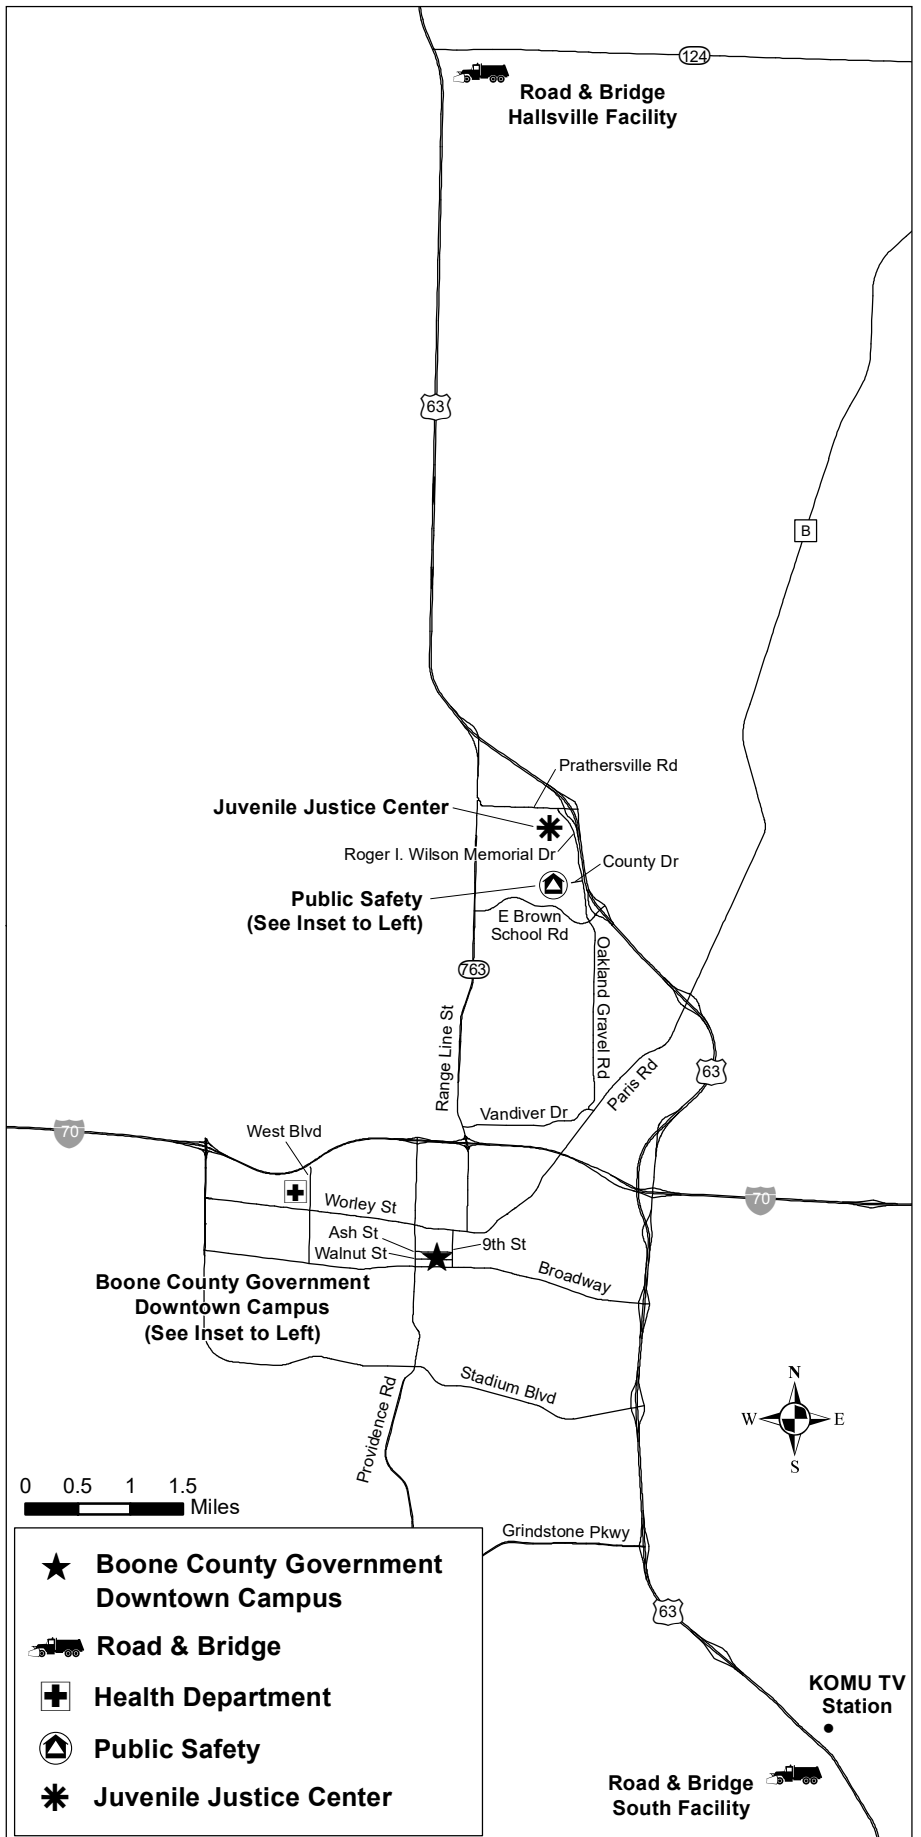 124
Road & Bridge
Hallsville Facility
63
B
Prathersville Rd
Juvenile Justice Center
Roger I. Wilson Memorial Dr
County Dr
Public Safety
(See Inset to Left)
E Brown
School Rd
763
Oakland Gravel Rd
Range Line St
63
Paris Rd
Vandiver Dr
70
West Blvd
70
Worley St
Ash St
9th St
Walnut St
Broadway
Boone County Government
Downtown Campus
(See Inset to Left)
Stadium Blvd
Providence Rd
N
W
E
S
0 0.5 1 1.5
Miles
Grindstone Pkwy
63
Boone County Government
Downtown Campus
Road & Bridge
Health Department
Public Safety
Juvenile Justice Center
KOMU TV
Station
Road & Bridge
South Facility